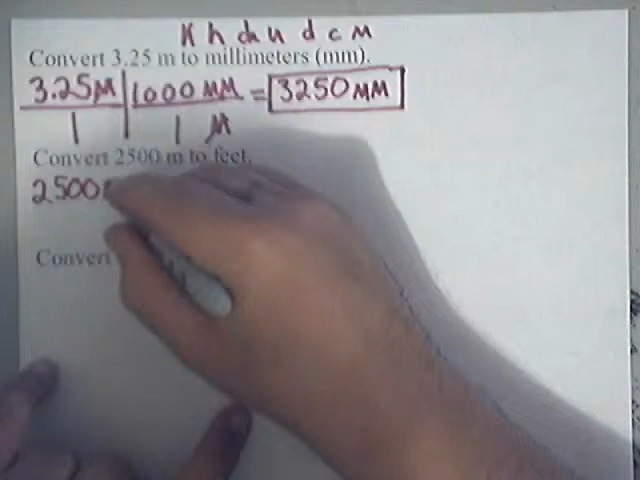 K h da u d c m
Convert 3.25 m to millimeters (mm).
3.25 M 1000 MM = 3250 MM
1 1 M
Convert 2500 m to feet.
2500
Convert